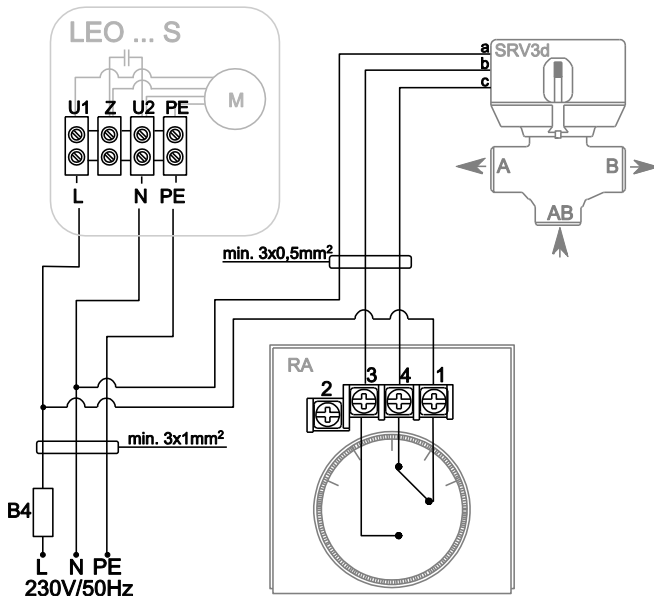 LEO ... S
M
U1 Z U2 PE
L N PE
a
b
c
SRV3d
A B
AB
min. 3x0,5mm²
RA
2 3 4 1
min. 3x1mm²
B4
L N PE
230V/50Hz